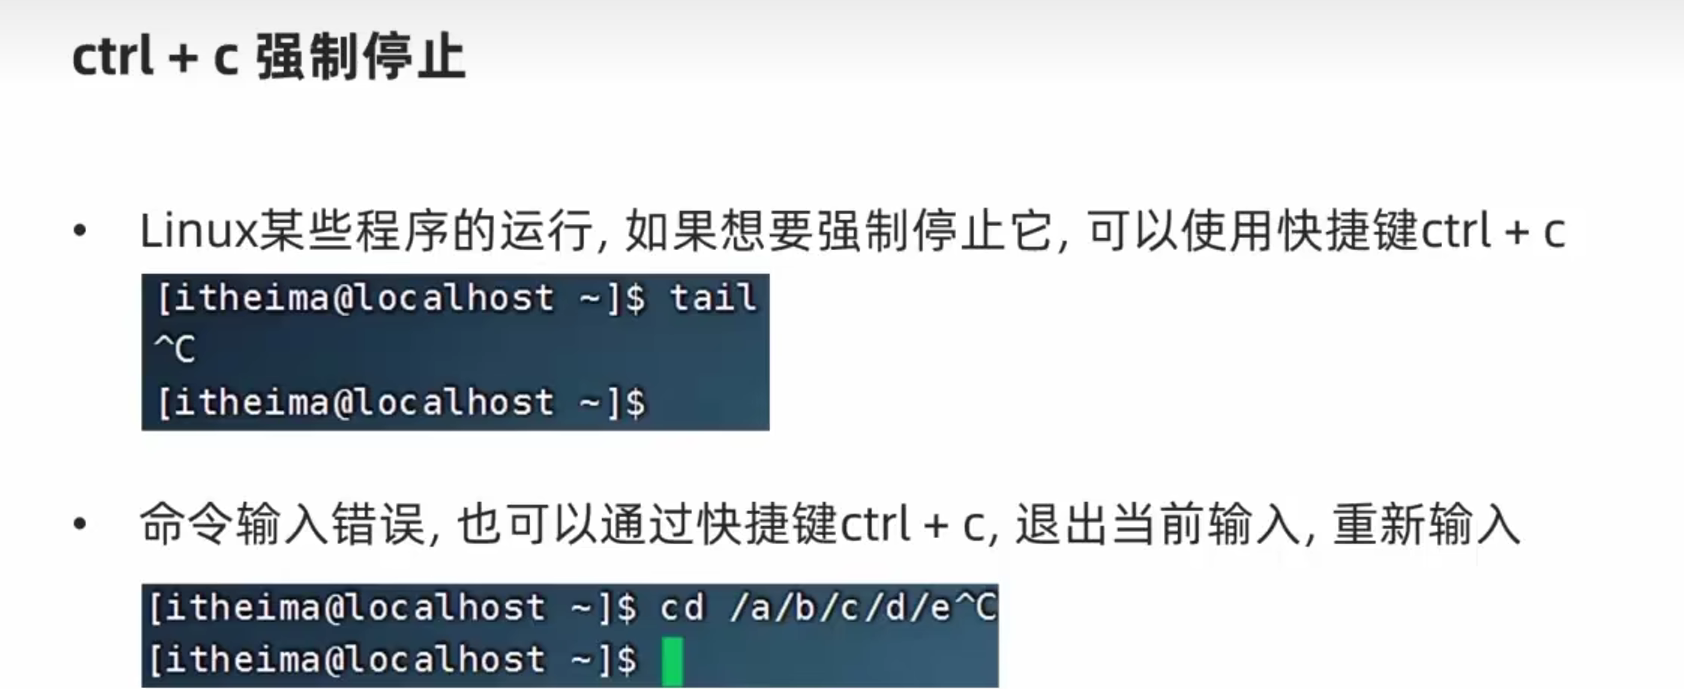 ctrl + c 强制停止
• Linux某些程序的运行, 如果想要强制停止它, 可以使用快捷键ctrl + c
[itheima@localhost ~]$ tail
^C
[itheima@localhost ~]$
• 命令输入错误, 也可以通过快捷键ctrl + c, 退出当前输入, 重新输入
[itheima@localhost ~]$ cd /a/b/c/d/e^C
[itheima@localhost ~]$